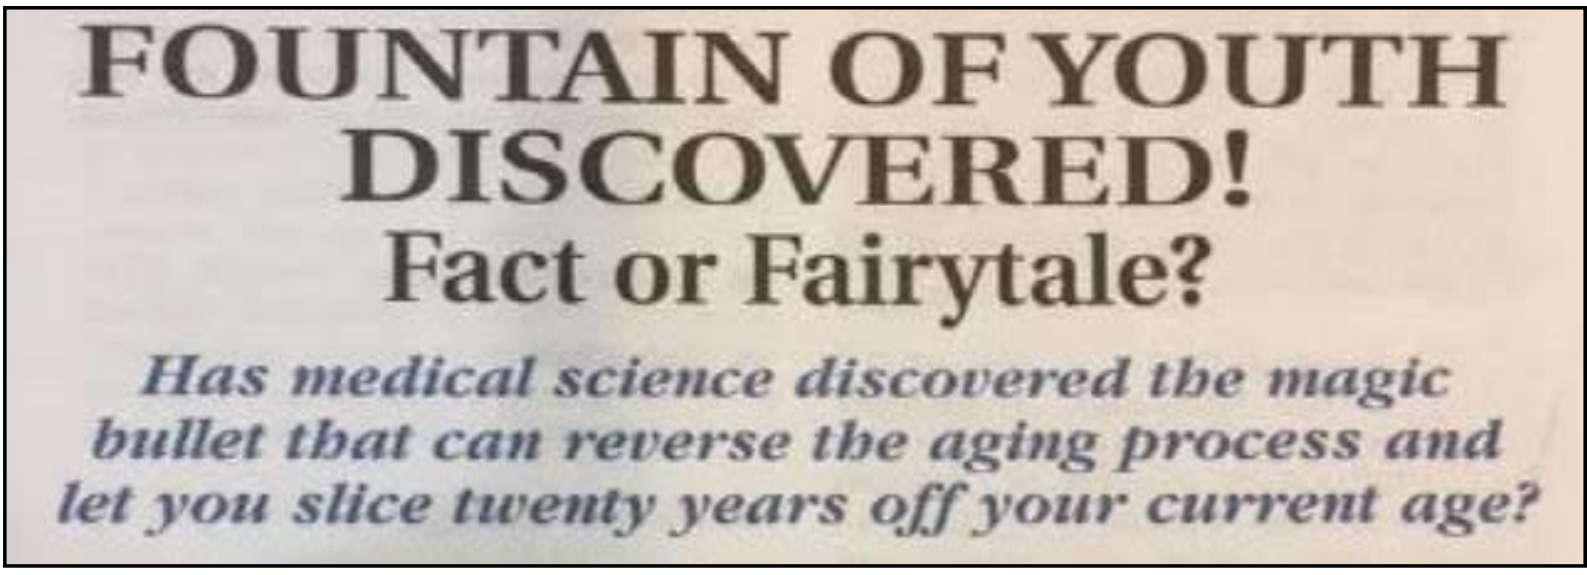 FOUNTAIN OF YOUTH
DISCOVERED!
Fact or Fairytale?
Has medical science discovered the magic
bullet that can reverse the aging process and
let you slice twenty years off your current age?